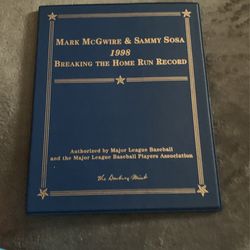 MARK MCGWIRE & SAMMY SOSA
1998
BREAKING THE HOME RUN RECORD
Authorized by Major League Baseball
and the Major League Baseball Players Association
The Danbury Mint